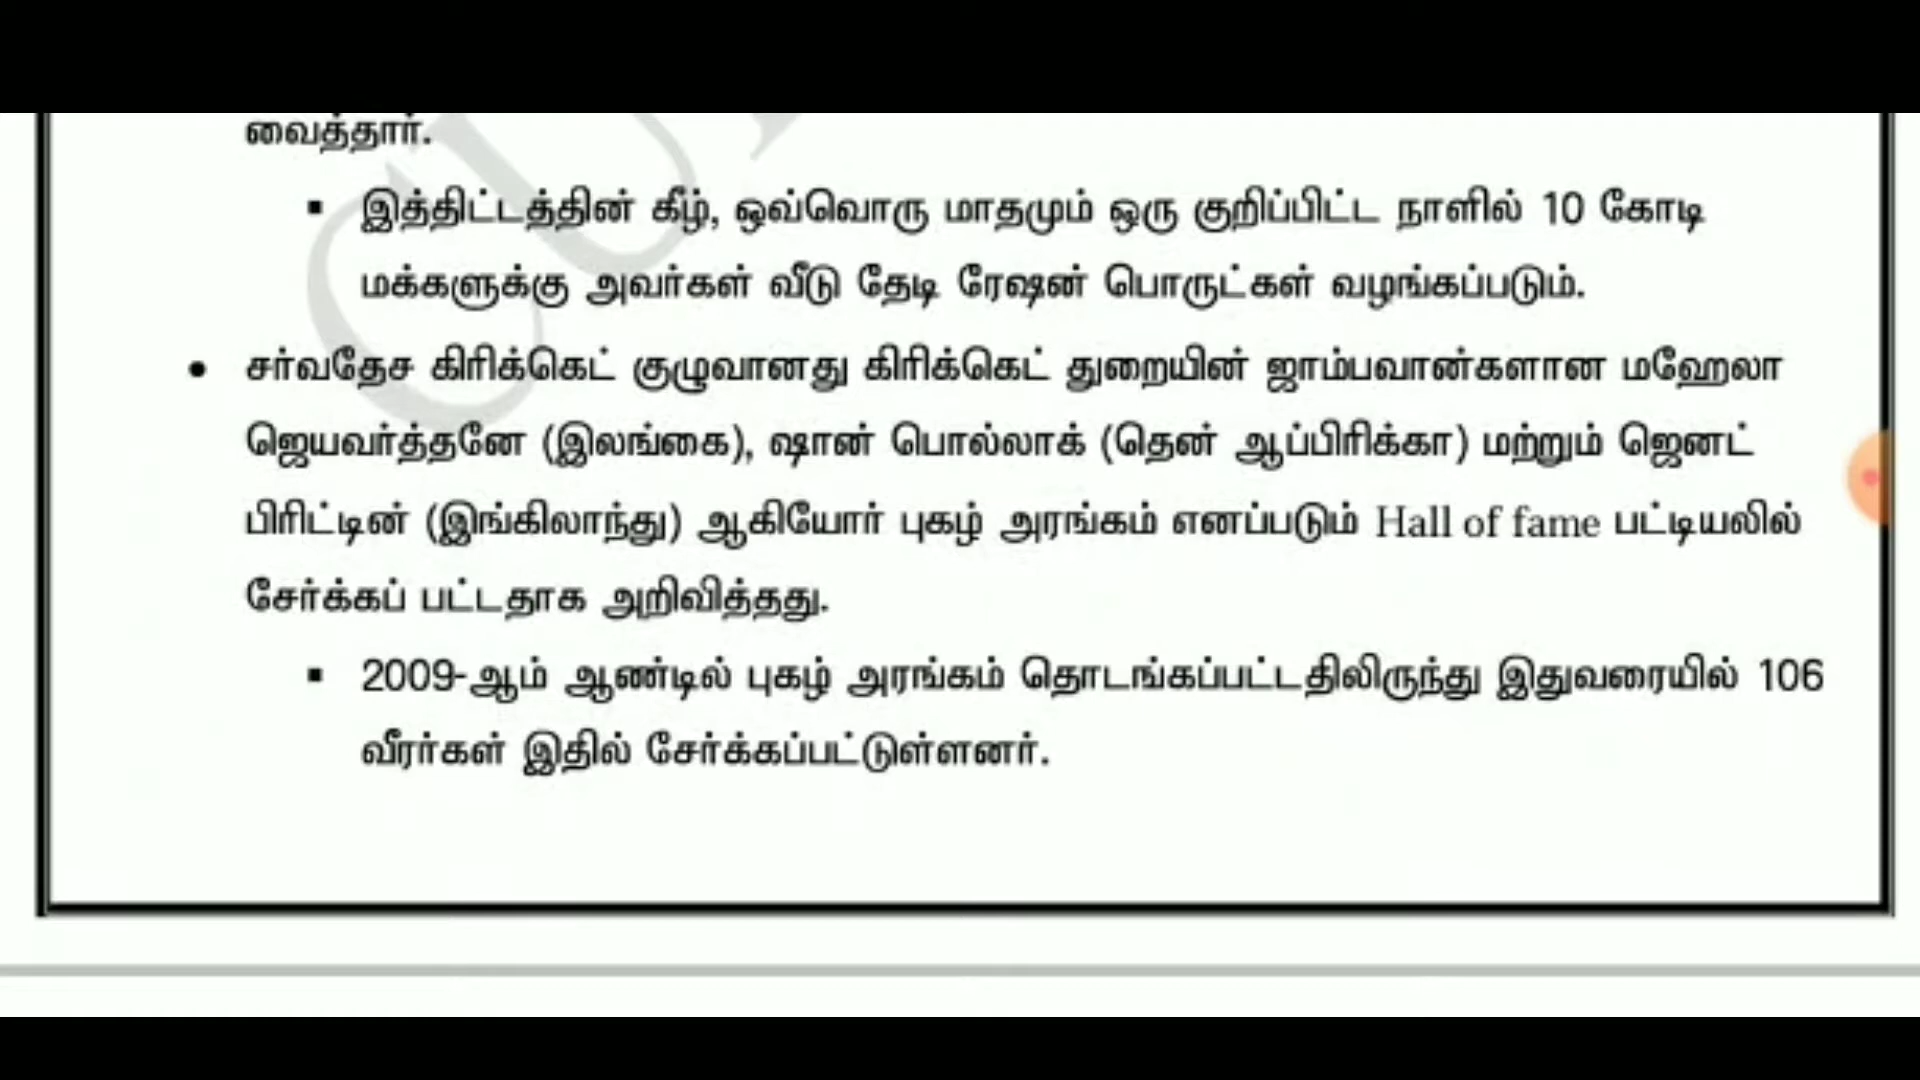 வைத்தார்.
▪ இத்திட்டத்தின் கீழ், ஒவ்வொரு மாதமும் ஒரு குறிப்பிட்ட நாளில் 10 கோடி
மக்களுக்கு அவர்கள் வீடு தேடி ரேஷன் பொருட்கள் வழங்கப்படும்.
• சர்வதேச கிரிக்கெட் குழுவானது கிரிக்கெட் துறையின் ஜாம்பவான்களான மஹேலா
ஜெயவர்த்தனே (இலங்கை), ஷான் பொல்லாக் (தென் ஆப்பிரிக்கா) மற்றும் ஜெனட்
பிரிட்டின் (இங்கிலாந்து) ஆகியோர் புகழ் அரங்கம் எனப்படும் Hall of fame பட்டியலில்
சேர்க்கப் பட்டதாக அறிவித்தது.
▪ 2009-ஆம் ஆண்டில் புகழ் அரங்கம் தொடங்கப்பட்டதிலிருந்து இதுவரையில் 106
வீரர்கள் இதில் சேர்க்கப்பட்டுள்ளனர்.